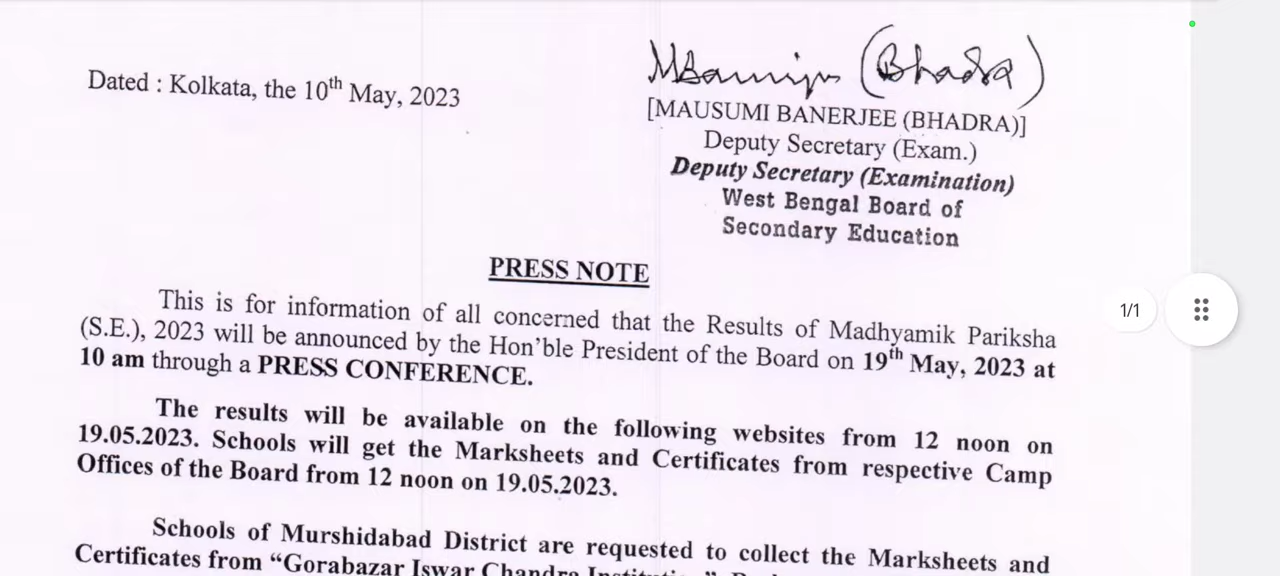 Dated : Kolkata, the 10th May, 2023
MBanerjee (Bhadra)
[MAUSUMI BANERJEE (BHADRA)]
Deputy Secretary (Exam.)
Deputy Secretary (Examination)
West Bengal Board of
Secondary Education
PRESS NOTE
This is for information of all concerned that the Results of Madhyamik Pariksha
(S.E.), 2023 will be announced by the Hon'ble President of the Board on 19th May, 2023 at
10 am through a PRESS CONFERENCE.
The results will be available on the following websites from 12 noon on
19.05.2023. Schools will get the Marksheets and Certificates from respective Camp
Offices of the Board from 12 noon on 19.05.2023.
1/1
Schools of Murshidabad District are requested to collect the Marksheets and
Certificates from “Gorabazar Iswar Chandra